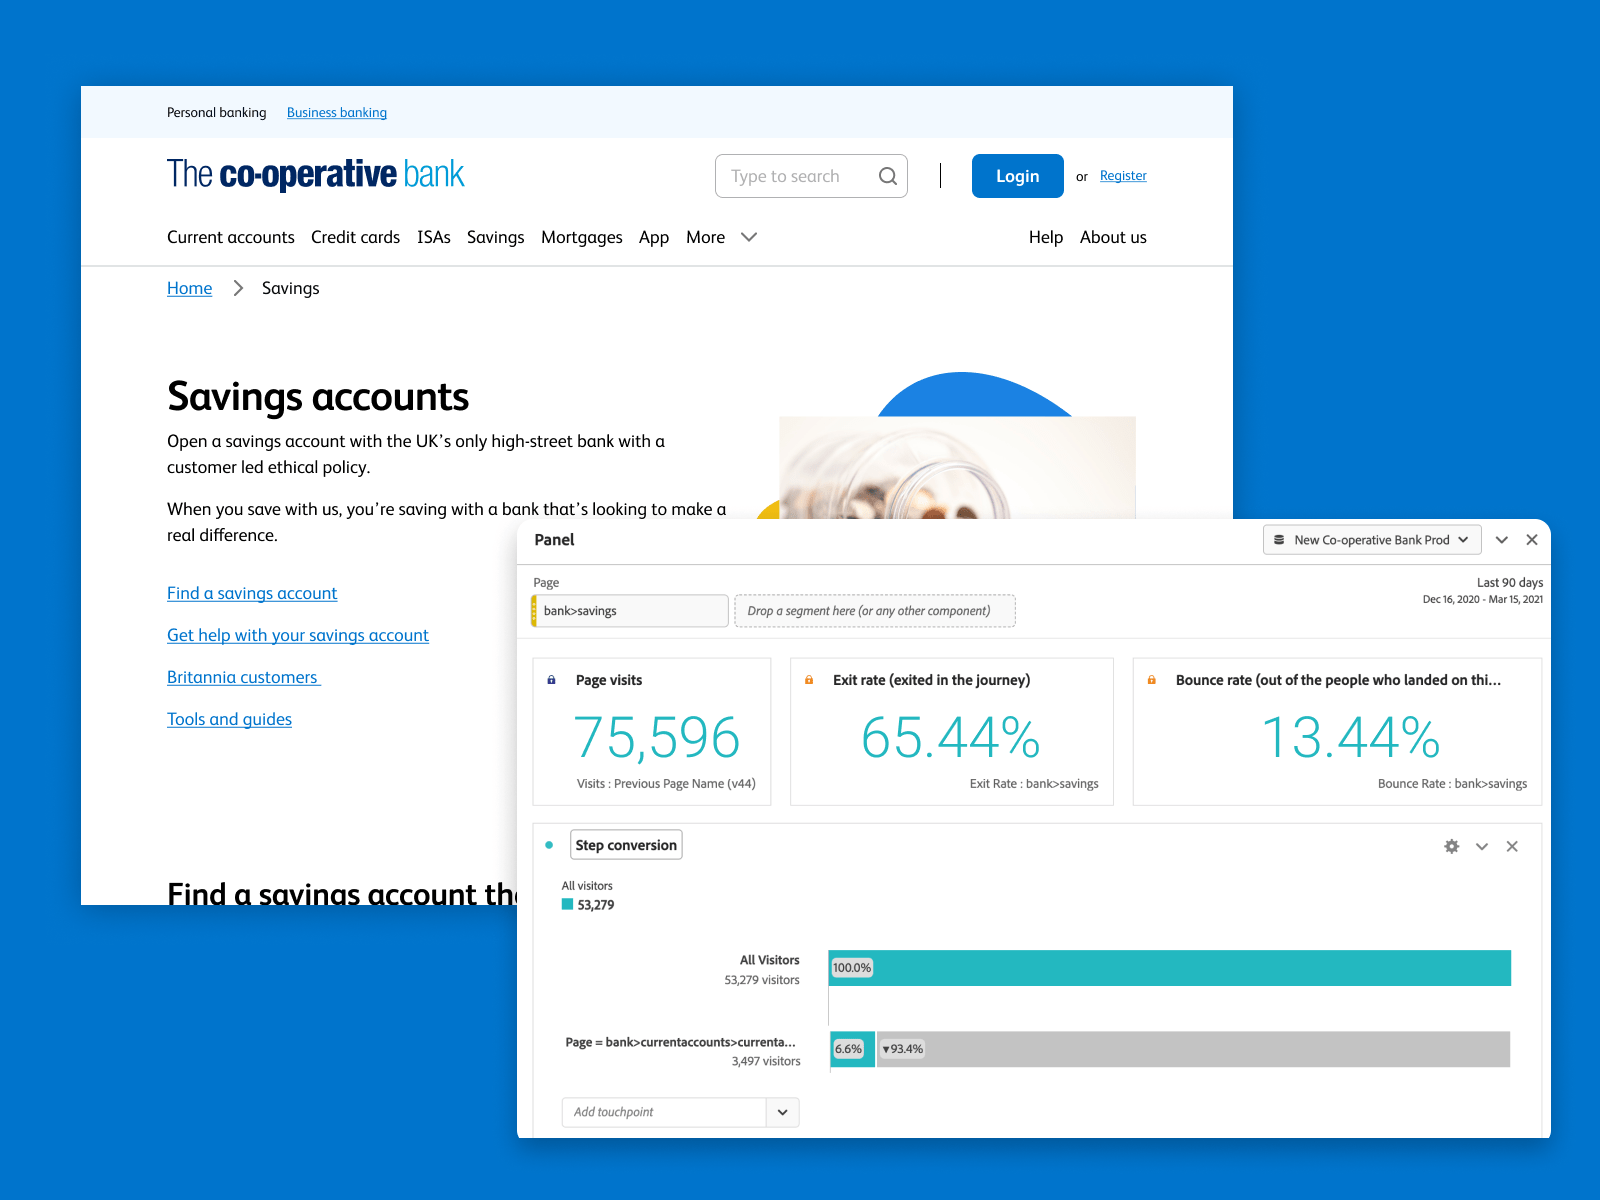 Personal banking Business banking
The co-operative bank
Type to search
Login or Register
Current accounts Credit cards ISAs Savings Mortgages App More
Help About us
Home Savings
Savings accounts
Open a savings account with the UK's only high-street bank with a
customer led ethical policy.
When you save with us, you're saving with a bank that's looking to make a
real difference.
Find a savings account
Get help with your savings account
Britannia customers
Tools and guides
Find a savings account
Panel
New Co-operative Bank Prod
Page
Last 90 days
bank>savings
Drop a segment here (or any other component)
Dec 16, 2020 - Mar 15, 2021
Page visits
75,596
Visits : Previous Page Name (v44)
Exit rate (exited in the journey)
65.44%
Exit Rate : bank>savings
Bounce rate (out of the people who landed on thi...
13.44%
Bounce Rate : bank>savings
Step conversion
All visitors
53,279
All Visitors
53,279 visitors
100.0%
Page = bank>currentaccounts>currenta...
3,497 visitors
6.6% ▼93.4%
Add touchpoint